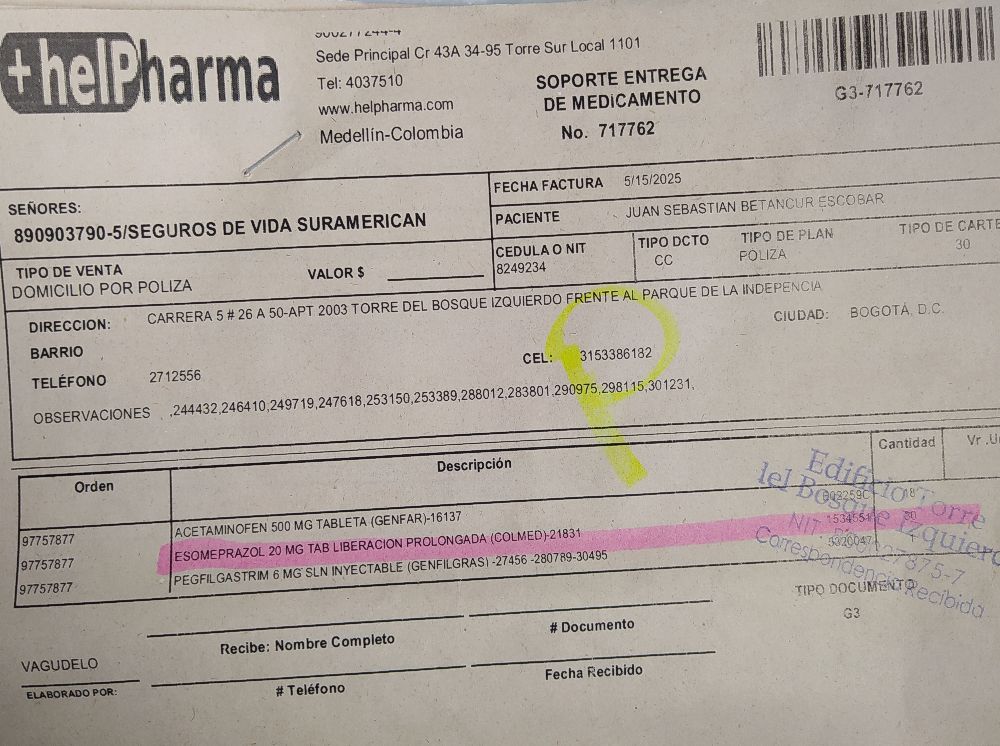 +helPharma
Sede Principal Cr 43A 34-95 Torre Sur Local 1101
Tel: 4037510
www.helpharma.com
Medellín-Colombia
SOPORTE ENTREGA
DE MEDICAMENTO
No. 717762
G3-717762
SEÑORES:
890903790-5/SEGUROS DE VIDA SURAMERICAN
FECHA FACTURA 5/15/2025
PACIENTE JUAN SEBASTIAN BETANCUR ESCOBAR
TIPO DE VENTA
DOMICILIO POR POLIZA
VALOR $
CEDULA O NIT
8249234
TIPO DCTO
CC
TIPO DE PLAN
POLIZA
TIPO DE CARTE
30
DIRECCION: CARRERA 5 # 26 A 50-APT 2003 TORRE DEL BOSQUE IZQUIERDO FRENTE AL PARQUE DE LA INDEPENCIA
CIUDAD: BOGOTÁ, D.C.
BARRIO
CEL: 3153386182
TELÉFONO 2712556
OBSERVACIONES ,244432,246410,249719,247618,253150,253389,288012,283801,290975,298115,301231,
Orden Descripción Cantidad Vr .U
97757877 ACETAMINOFEN 500 MG TABLETA (GENFAR)-16137
97757877 ESOMEPRAZOL 20 MG TAB LIBERACION PROLONGADA (COLMED)-21831
97757877 PEGFILGASTRIM 6 MG SLN INYECTABLE (GENFILGRAS) -27456 -280789-30495
Edificio Torre
del Bosque Izquierd
NIT
Correspondencia Recibida
TIPO DOCUMENTO
G3
Recibe: Nombre Completo
# Documento
VAGUDELO
ELABORADO POR:
# Teléfono
Fecha Recibido